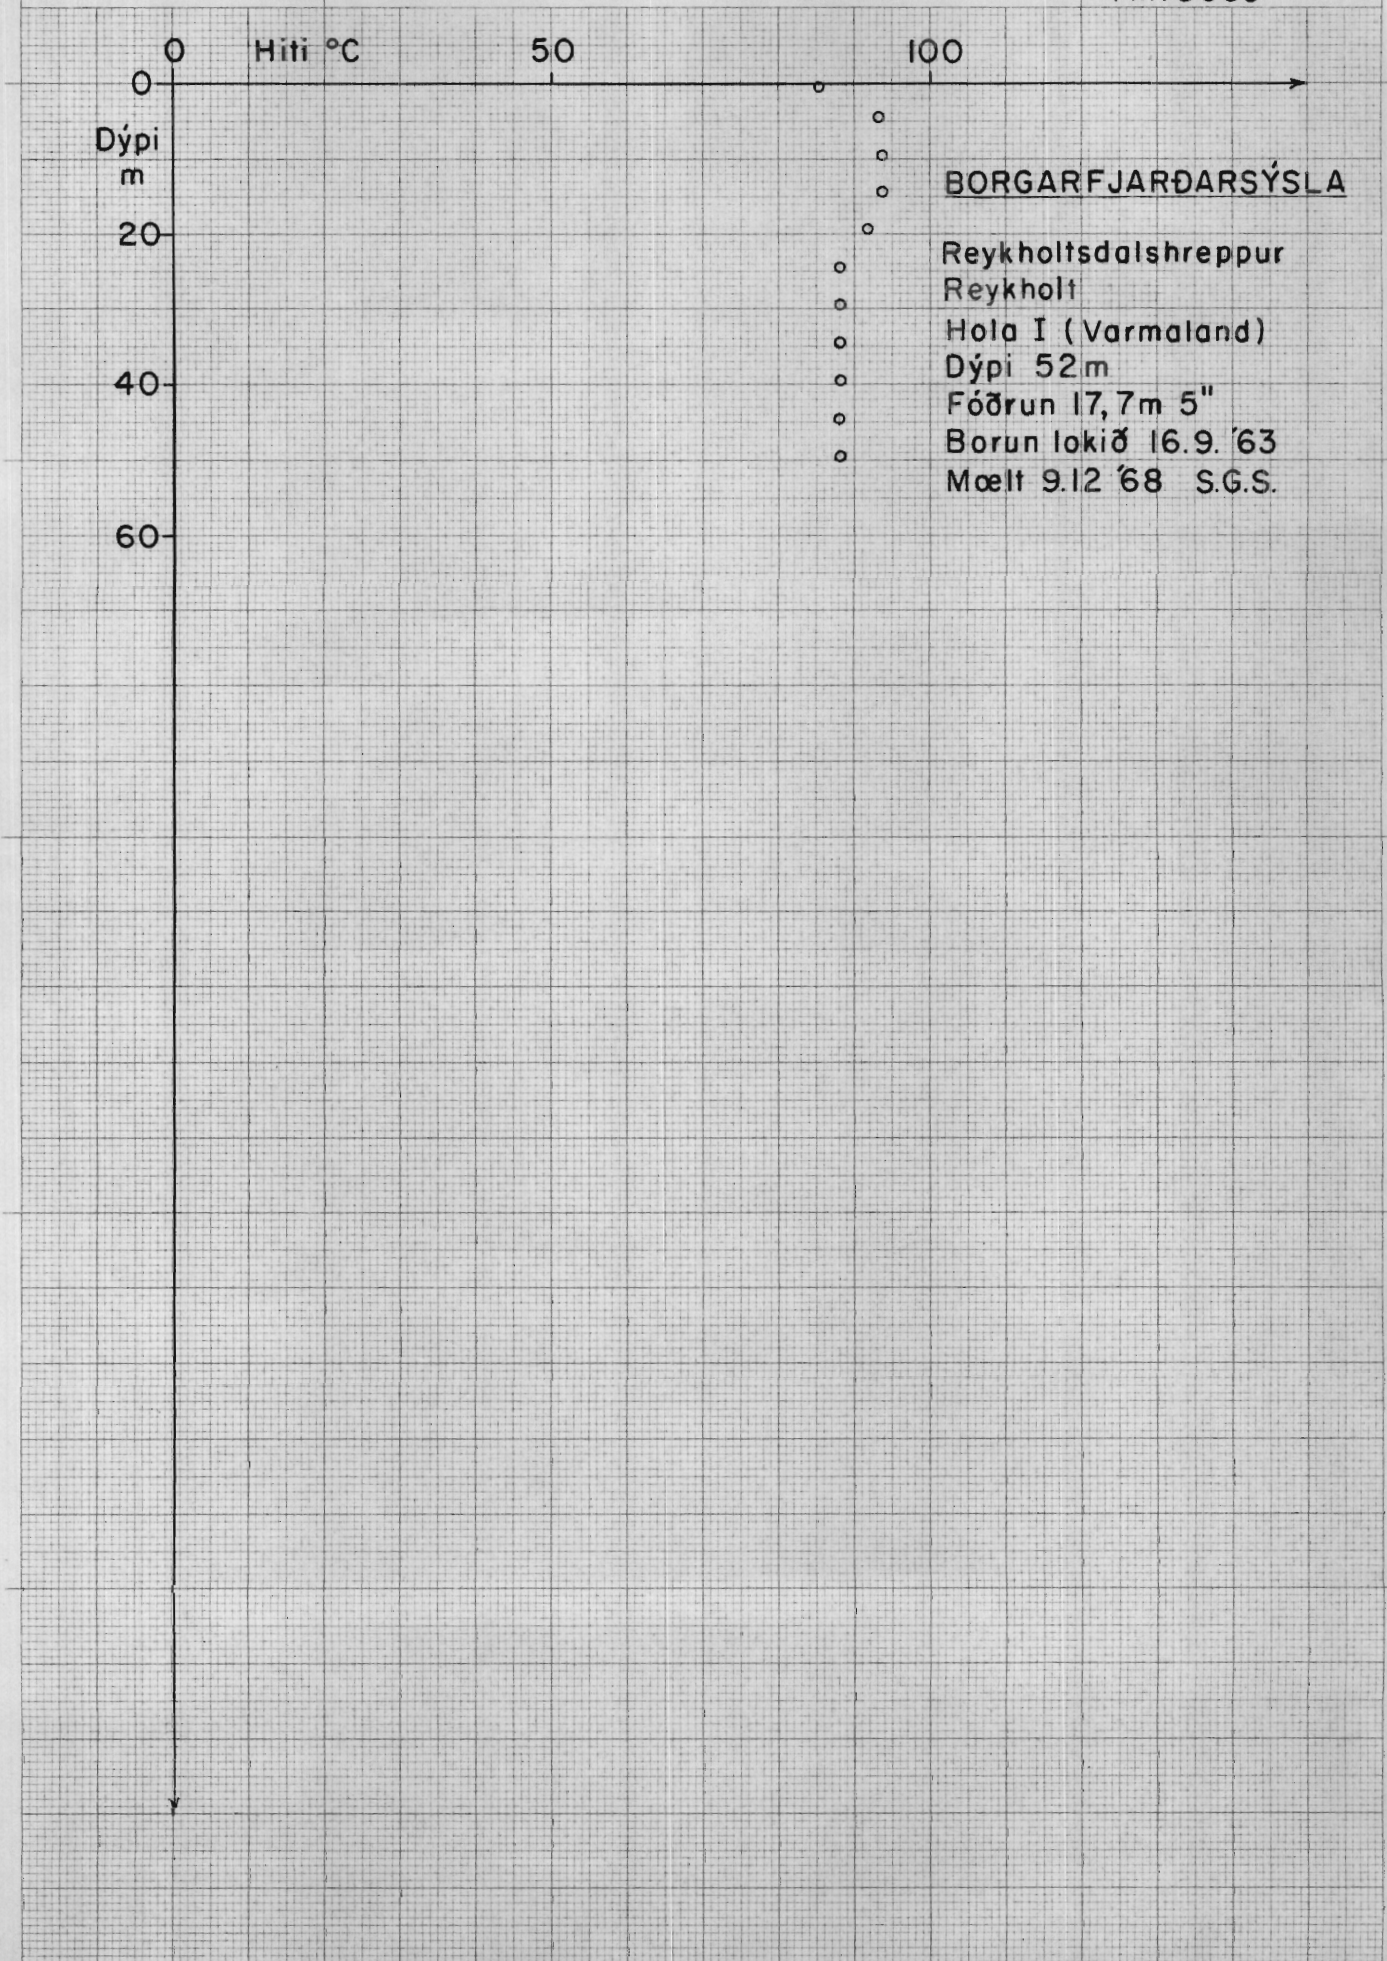 0 Hiti °C 50 100
0
Dýpi
m
20
40
60
BORGARFJARÐARSÝSLA
Reykholtsdalshreppur
Reykholt
Hola I (Varmaland)
Dýpi 52m
Fóðrun 17,7m 5"
Borun lokið 16.9.´63
Mælt 9.12 ´68 S.G.S.